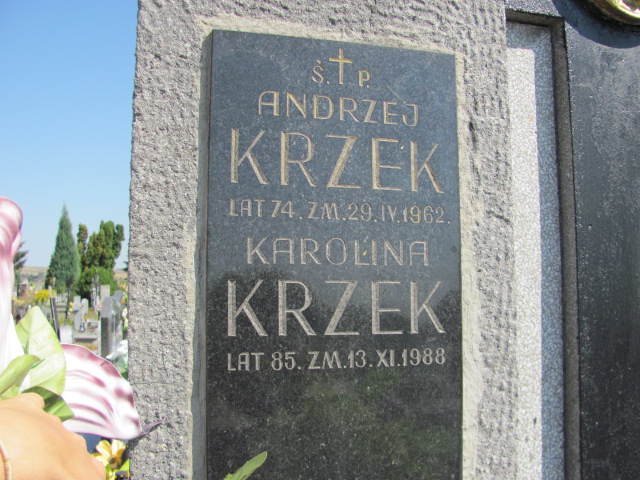 Ś. P.
ANDRZEJ
KRZEK
LAT 74. ZM. 29. IV. 1962.
KAROLINA
KRZEK
LAT 85. ZM. 13. XI. 1988